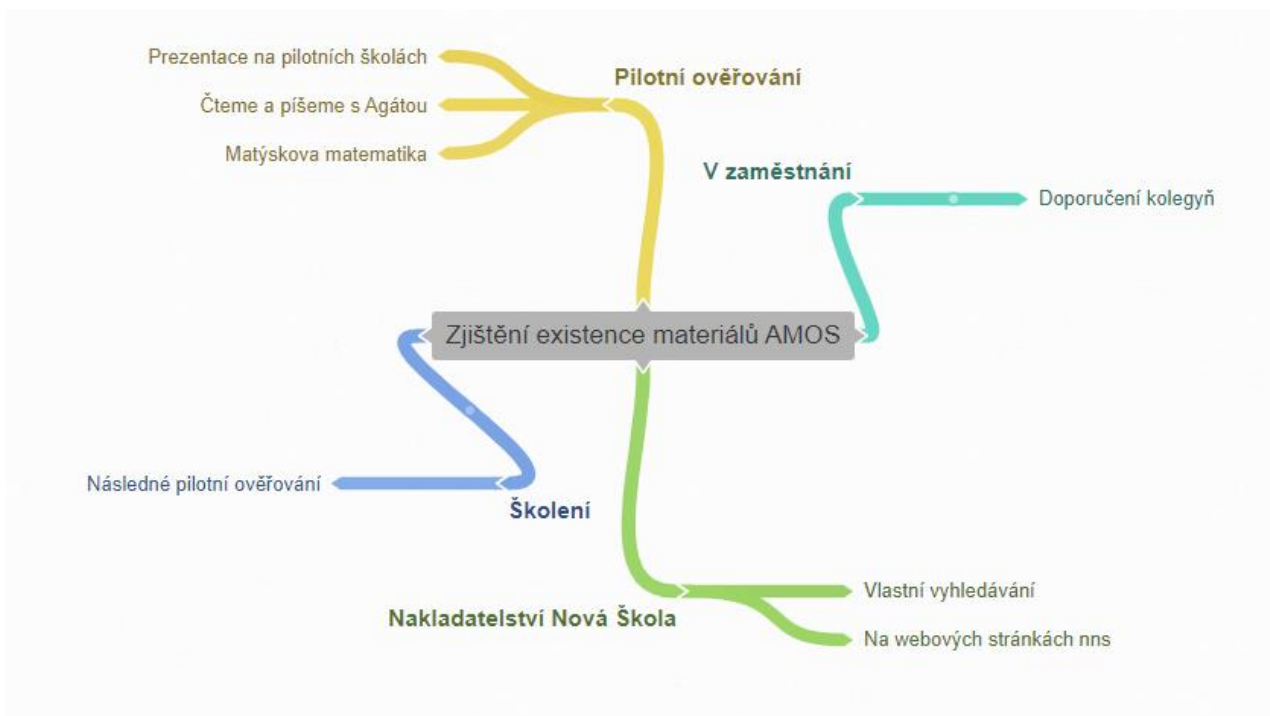 Prezentace na pilotních školách
Pilotní ověřování
Čteme a píšeme s Agátou
Matýskova matematika
V zaměstnání
Doporučení kolegyň
Zjištění existence materiálů AMOS
Následné pilotní ověřování
Školení
Vlastní vyhledávání
Nakladatelství Nová Škola
Na webových stránkách nns